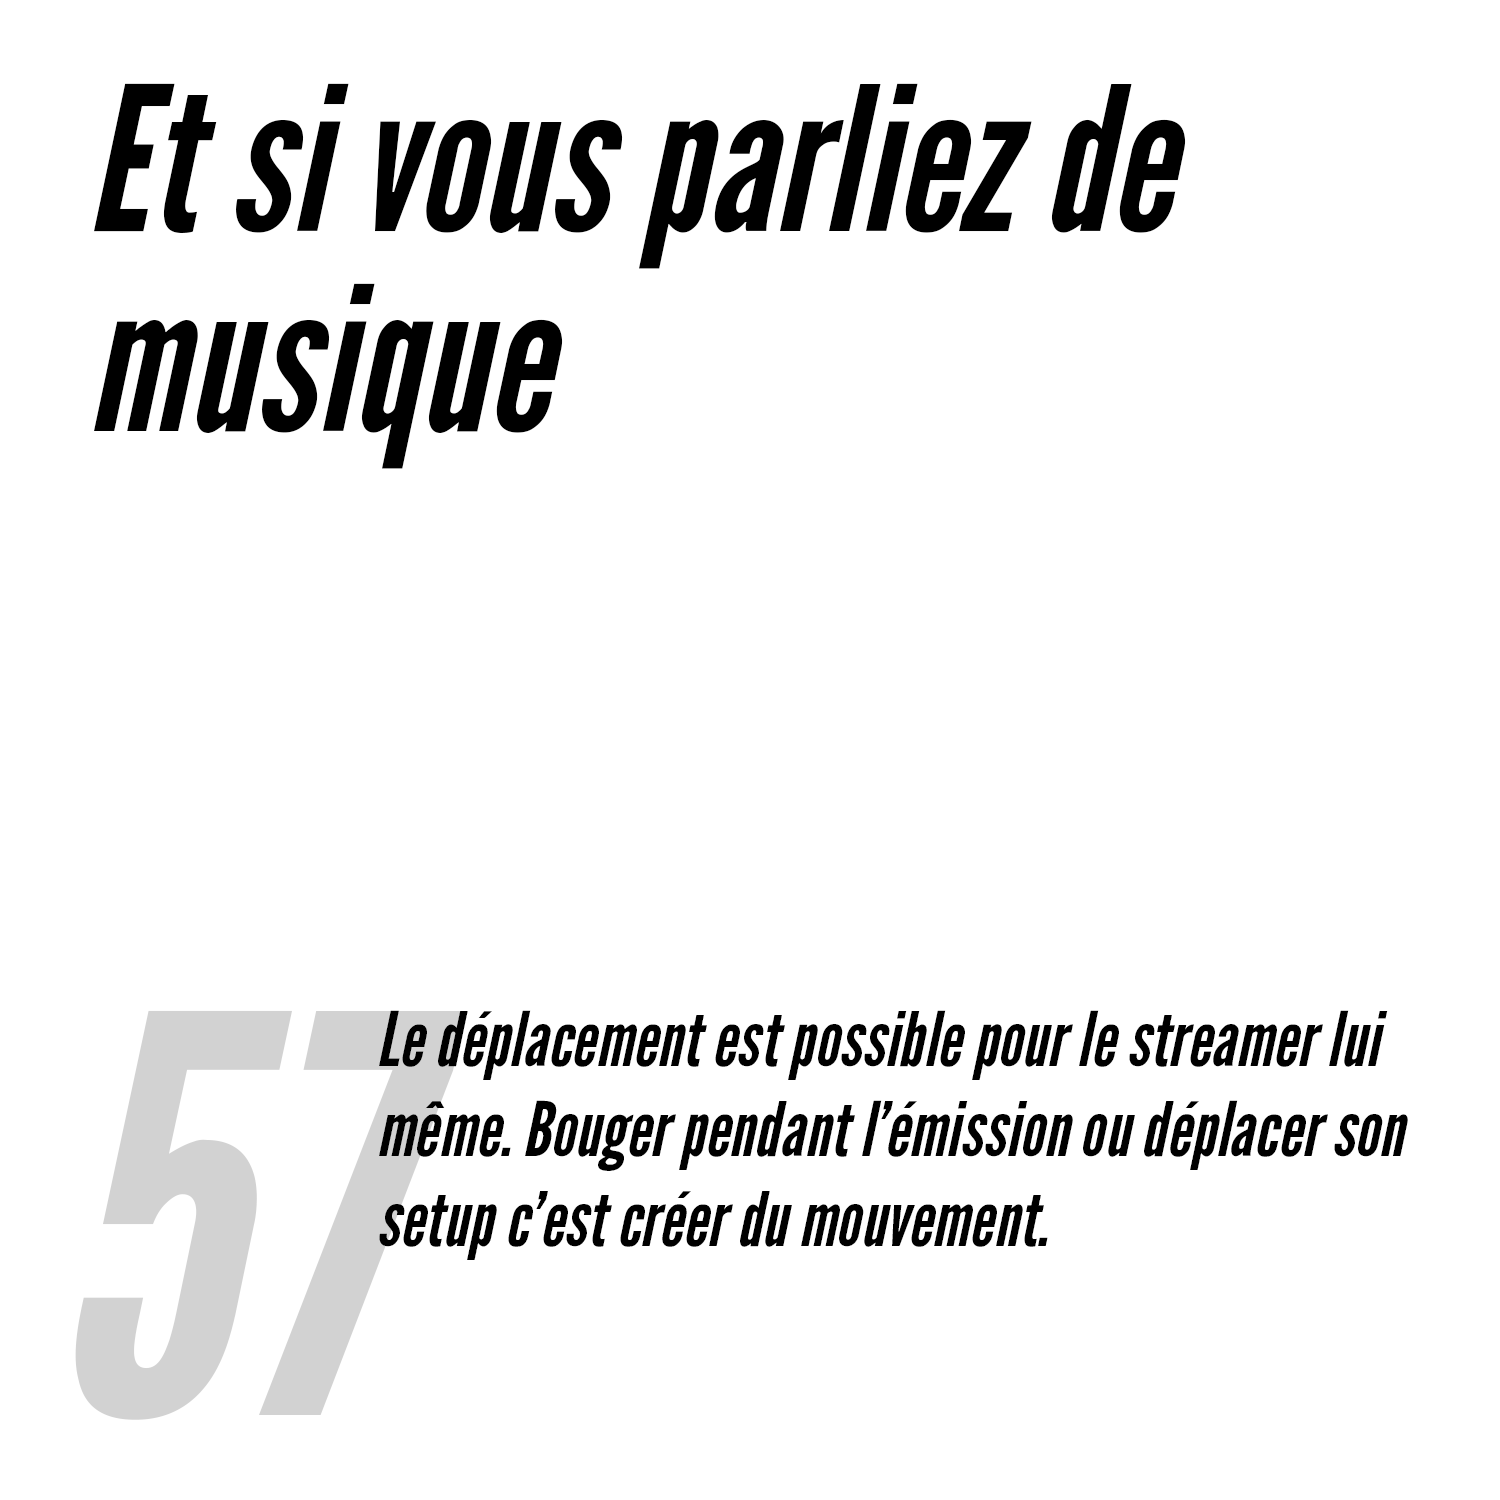 Et si vous parliez de
musique
57
Le déplacement est possible pour le streamer lui
même. Bouger pendant l’émission ou déplacer son
setup c’est créer du mouvement.